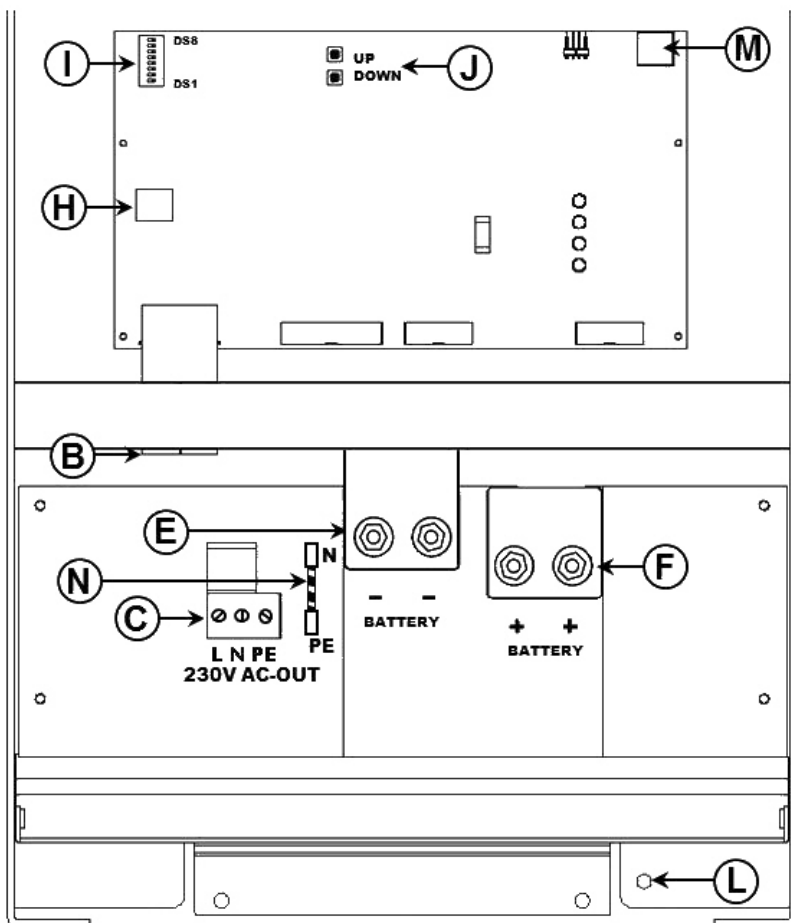 DS8
I
UP
J
M
DOWN
DS1
H
B
E
N
N
F
C
- -
BATTERY
+ +
PE
L N PE
BATTERY
230V AC-OUT
L